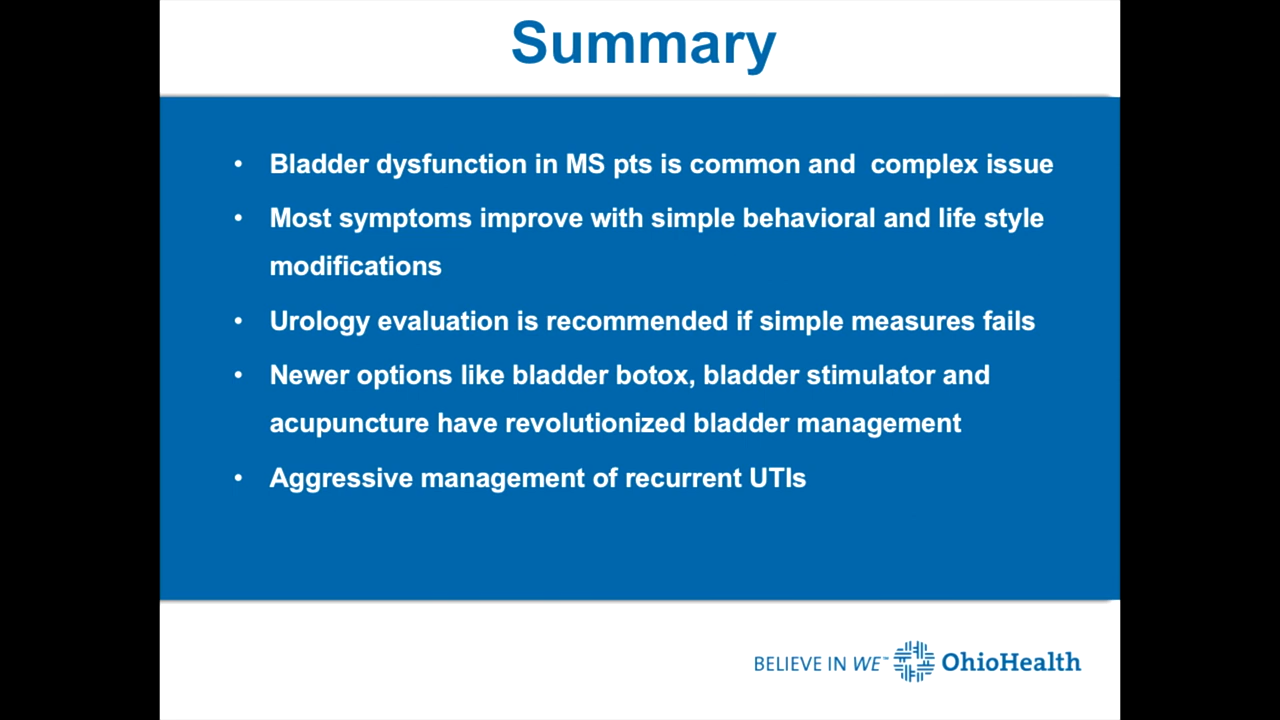 Summary
• Bladder dysfunction in MS pts is common and  complex issue
• Most symptoms improve with simple behavioral and life style
modifications
• Urology evaluation is recommended if simple measures fails
• Newer options like bladder botox, bladder stimulator and
acupuncture have revolutionized bladder management
• Aggressive management of recurrent UTIs
BELIEVE IN WE™ OhioHealth